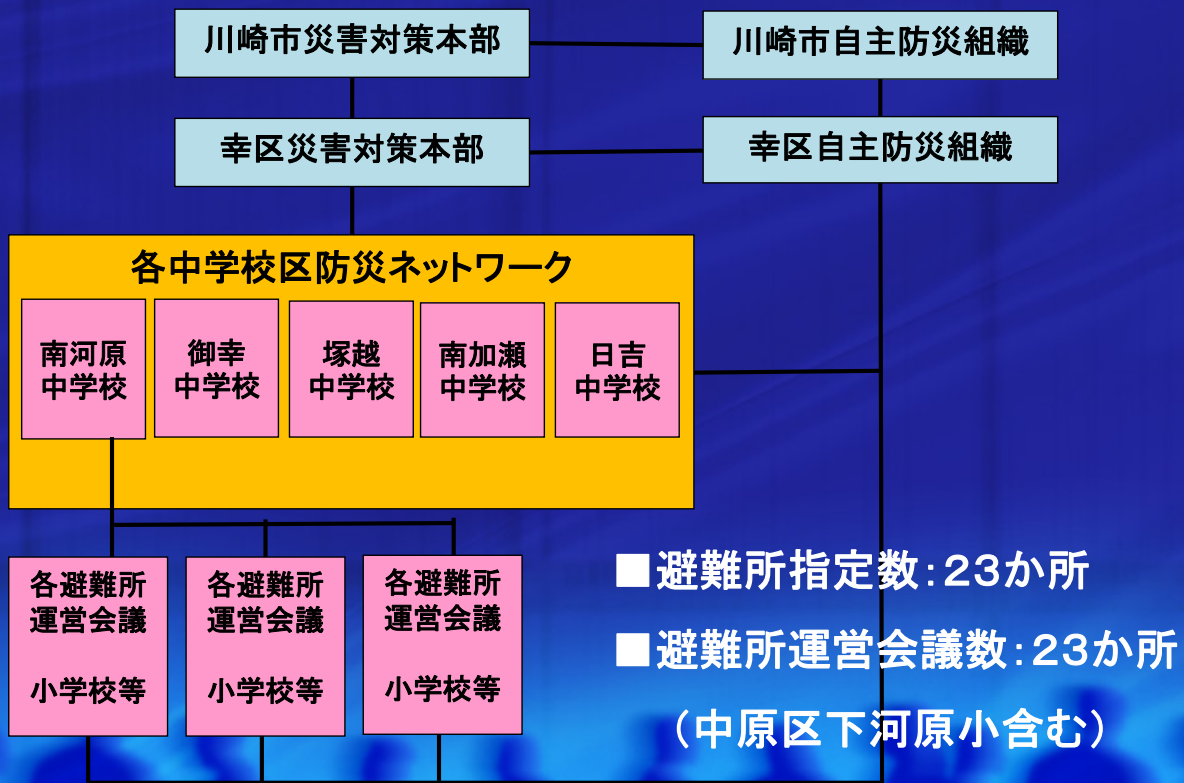 川崎市災害対策本部
川崎市自主防災組織
幸区災害対策本部
幸区自主防災組織
各中学校区防災ネットワーク
南河原
中学校
御幸
中学校
塚越
中学校
南加瀬
中学校
日吉
中学校
各避難所
運営会議
小学校等
各避難所
運営会議
小学校等
各避難所
運営会議
小学校等
■避難所指定数：２３か所
■避難所運営会議数：２３か所
（中原区下河原小含む）